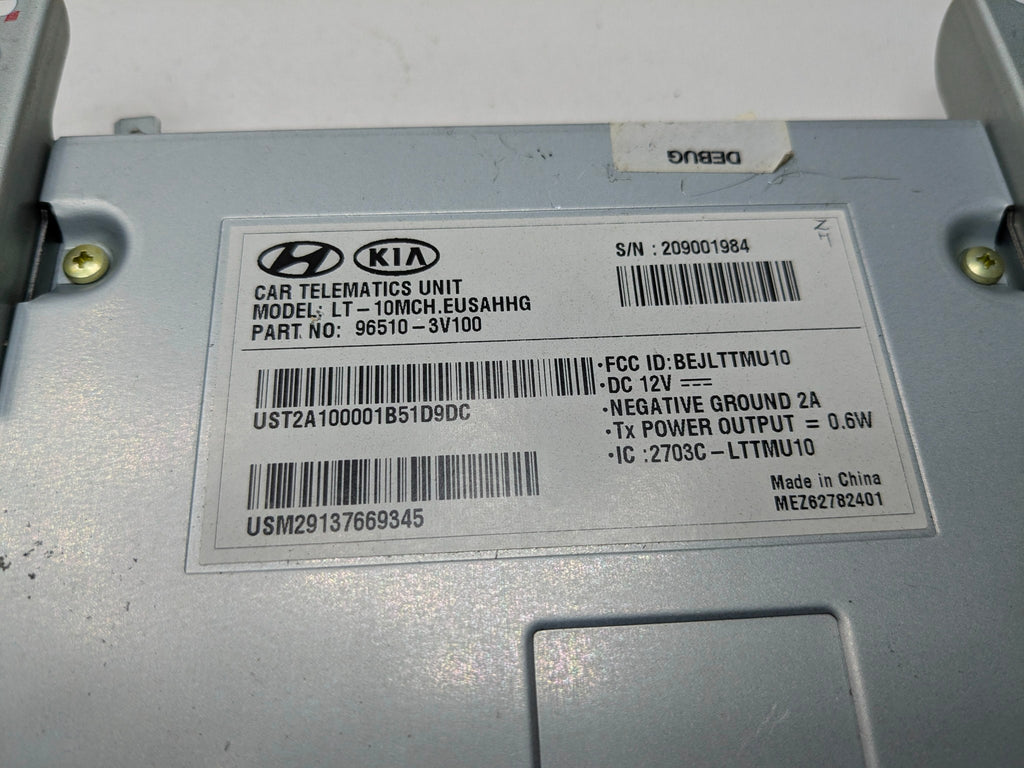 DEBUG
KIA
CAR TELEMATICS UNIT
MODEL: LT-10MCH.EUSAHHG
PART NO: 96510-3V100
S/N : 209001984
UST2A100001B51D9DC
USM29137669345
•FCC ID: BEJLTTMU10
•DC 12V ⎓
•NEGATIVE GROUND 2A
•Tx POWER OUTPUT = 0.6W
•IC :2703C-LTTMU10
Made in China
MEZ62782401